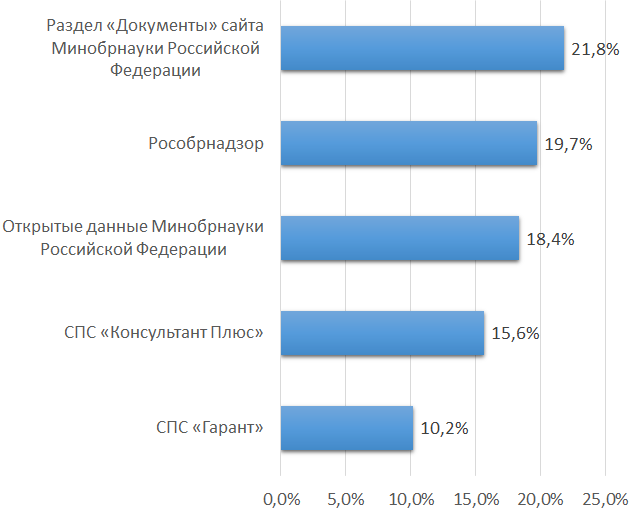 Раздел «Документы» сайта
Минобрнауки Российской
Федерации
21,8%
Рособрнадзор
19,7%
Открытые данные Минобрнауки
Российской Федерации
18,4%
СПС «Консультант Плюс»
15,6%
СПС «Гарант»
10,2%
0,0% 5,0% 10,0% 15,0% 20,0% 25,0%